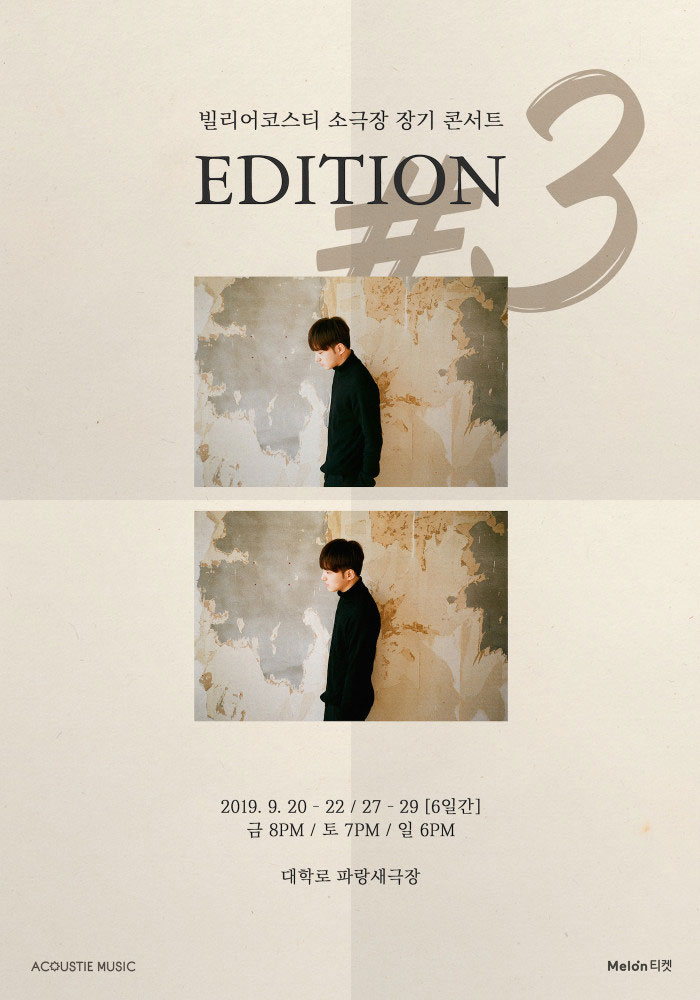 빌리어코스티 소극장 장기 콘서트
EDITION
#3
2019. 9. 20 - 22 / 27 - 29 [6일간]
금 8PM / 토 7PM / 일 6PM
대학로 파랑새극장
ACOUSTIE MUSIC
Melon티켓